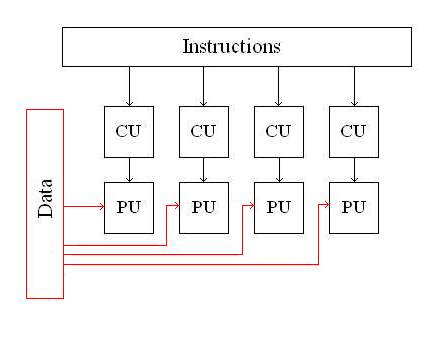 Instructions
CU CU CU CU
Data
PU PU PU PU